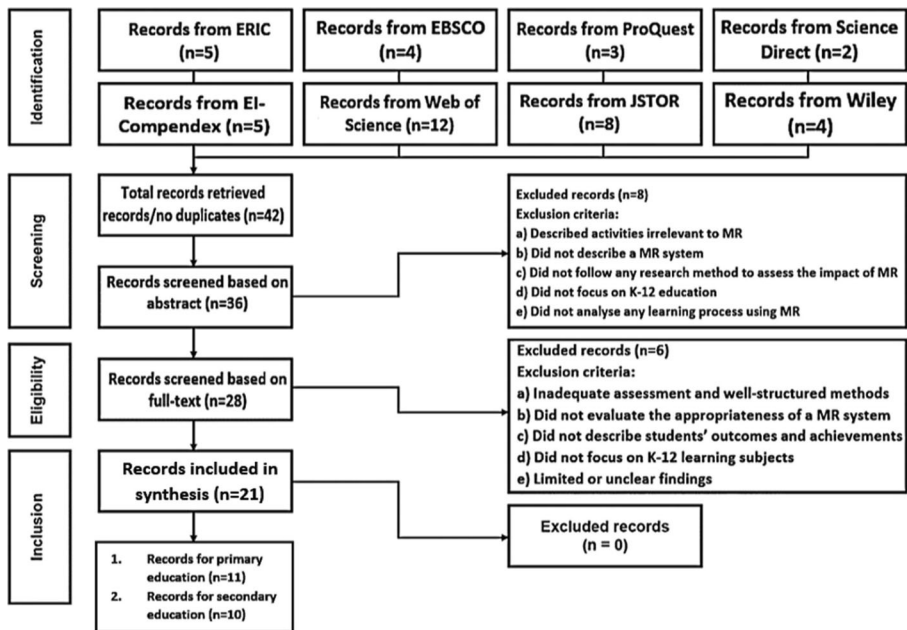 Identification
Records from ERIC
(n=5)
Records from EBSCO
(n=4)
Records from ProQuest
(n=3)
Records from Science
Direct (n=2)
Records from EI-
Compendex (n=5)
Records from Web of
Science (n=12)
Records from JSTOR
(n=8)
Records from Wiley
(n=4)
Screening
Total records retrieved
records/no duplicates (n=42)
Records screened based on
abstract (n=36)
Excluded records (n=8)
Exclusion criteria:
a) Described activities irrelevant to MR
b) Did not describe a MR system
c) Did not follow any research method to assess the impact of MR
d) Did not focus on K-12 education
e) Did not analyse any learning process using MR
Eligibility
Records screened based on
full-text (n=28)
Excluded records (n=6)
Exclusion criteria:
a) Inadequate assessment and well-structured methods
b) Did not evaluate the appropriateness of a MR system
c) Did not describe students' outcomes and achievements
d) Did not focus on K-12 learning subjects
e) Limited or unclear findings
Inclusion
Records included in
synthesis (n=21)
Excluded records
(n = 0)
1. Records for primary
education (n=11)
2. Records for secondary
education (n=10)